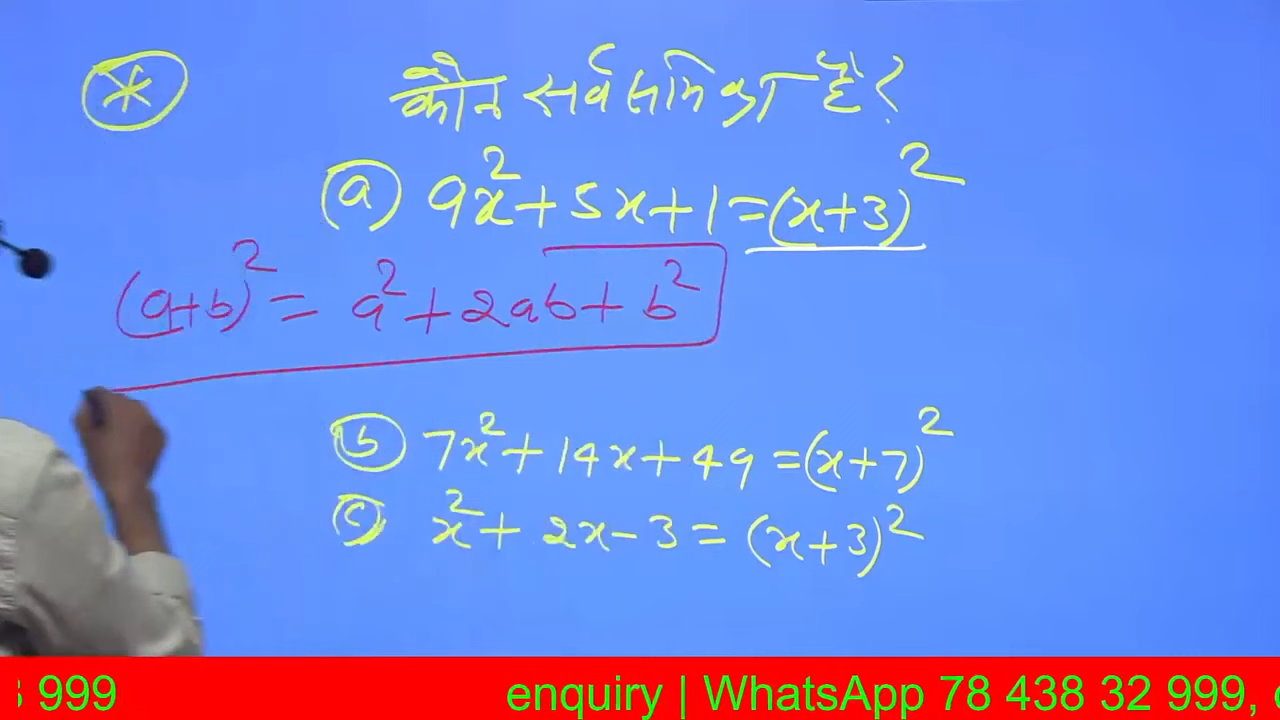 * कौन सर्वसमिका है?
(a) 9x² + 5x + 1 = (x+3)²
(a+b)² = a² + 2ab + b²
(b) 7x² + 14x + 49 = (x+7)²
(c) x² + 2x - 3 = (x+3)²
3 999 enquiry | WhatsApp 78 438 32 999,